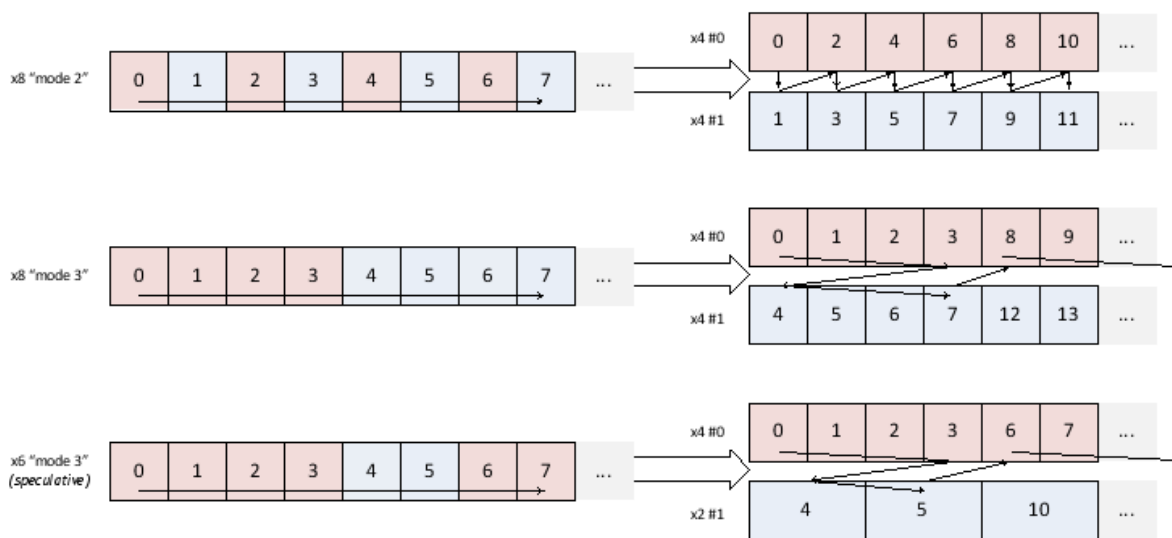 x4 #0 0 2 4 6 8 10 ...
x8 "mode 2" 0 1 2 3 4 5 6 7 ...
x4 #1 1 3 5 7 9 11 ...
x4 #0 0 1 2 3 8 9 ...
x8 "mode 3" 0 1 2 3 4 5 6 7 ...
x4 #1 4 5 6 7 12 13 ...
x4 #0 0 1 2 3 6 7 ...
x6 "mode 3"
(speculative) 0 1 2 3 4 5 6 7 ...
x2 #1 4 5 10 ...